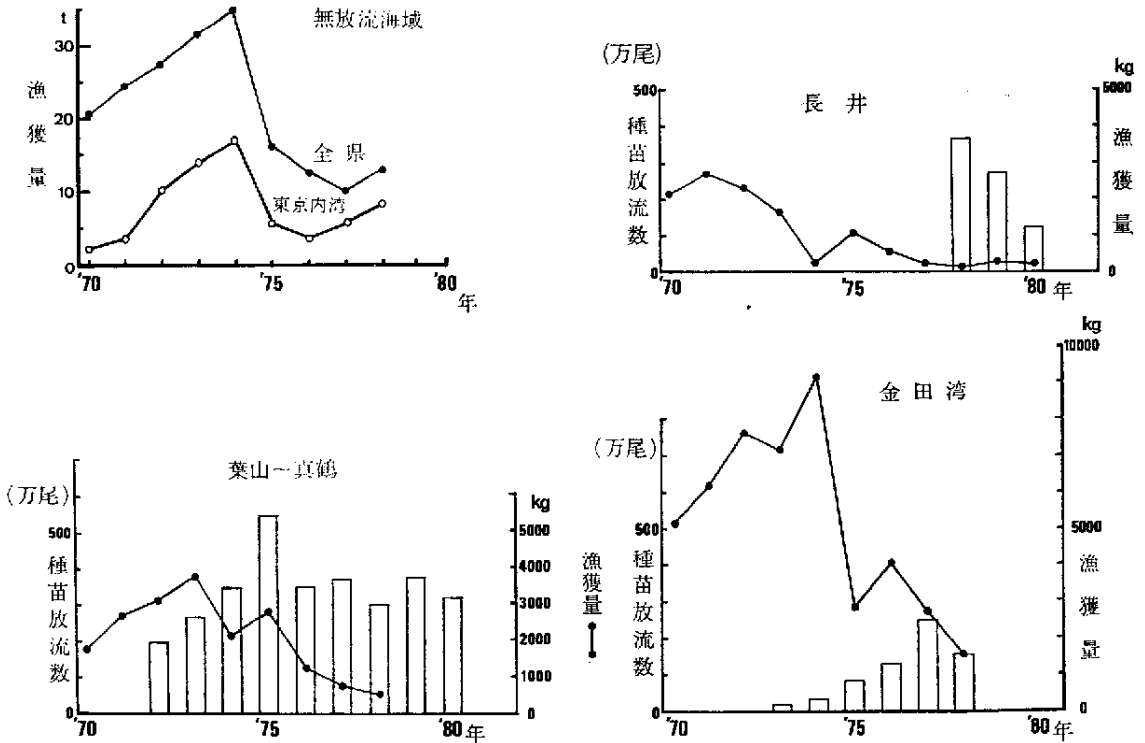 無放流海域
t
30
20
10
0
漁獲量
全県
東京内湾
'70
'75
'80
年
長井
(万尾)
500
0
種苗放流数
kg
5000
0
漁獲量
'70
'75
'80
年
葉山~真鶴
(万尾)
500
0
種苗放流数
kg
5000
4000
3000
2000
1000
0
漁獲量
'70
'75
'80
年
金田湾
(万尾)
500
0
種苗放流数
kg
10000
5000
0
漁獲量
'70
'75
'80
年